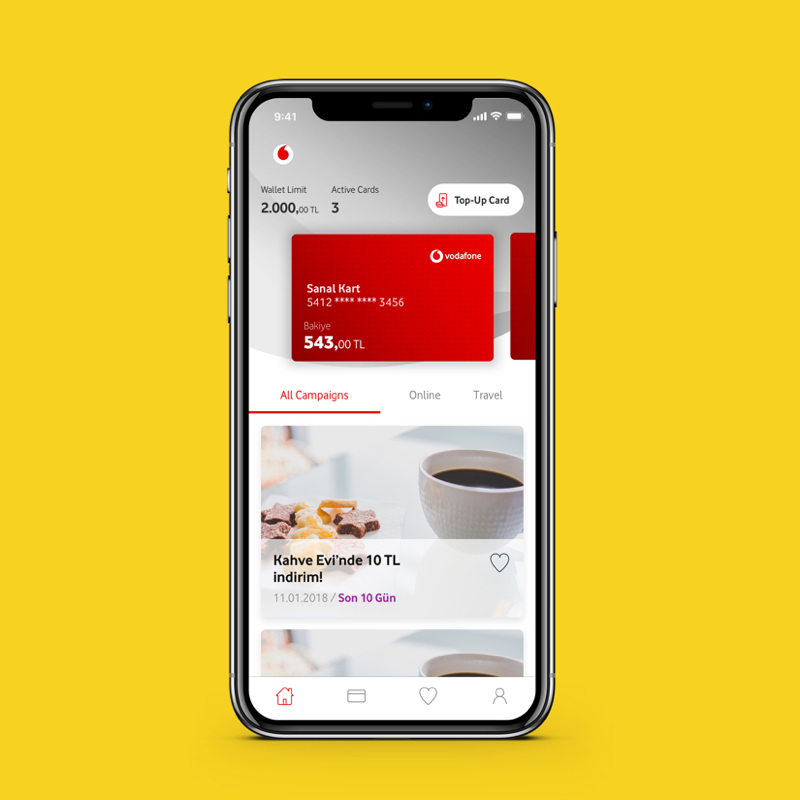 9:41
Wallet Limit
2.000,00 TL
Active Cards
3
Top-Up Card
vodafone
Sanal Kart
5412 **** **** 3456
Bakiye
543,00 TL
All Campaigns
Online
Travel
Kahve Evi'nde 10 TL
indirim!
11.01.2018 / Son 10 Gün